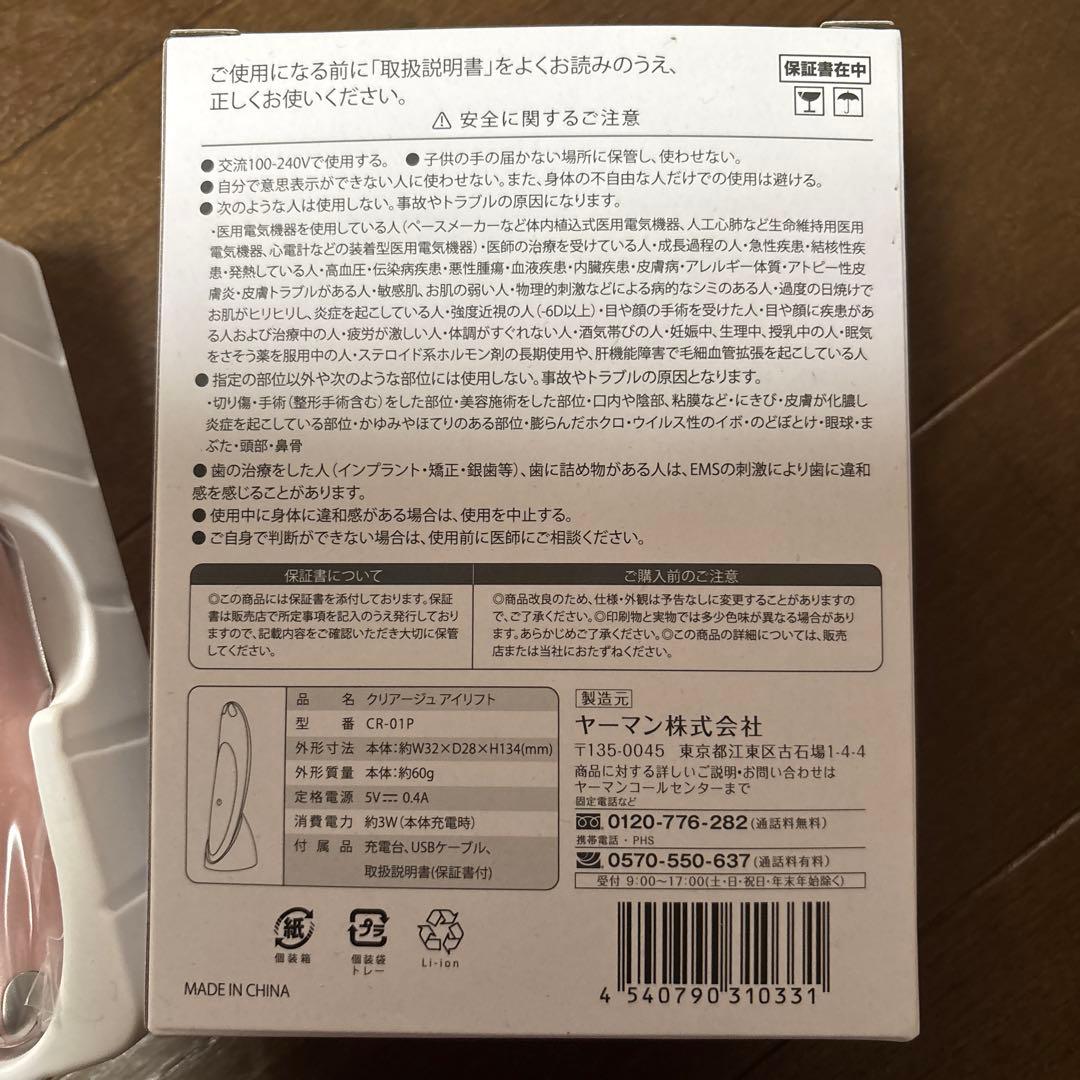 ご使用になる前に「取扱説明書」をよくお読みのうえ、
正しくお使いください。
保証書在中
⚠ 安全に関するご注意
●交流100-240Vで使用する。 ●子供の手の届かない場所に保管し、使わせない。
●自分で意思表示ができない人に使わせない。また、身体の不自由な人だけでの使用は避ける。
●次のような人は使用しない。事故やトラブルの原因になります。
・医用電気機器を使用している人（ペースメーカーなど体内植込式医用電気機器、人工心肺など生命維持用医用
電気機器、心電計などの装着型医用電気機器）・医師の治療を受けている人・成長過程の人・急性疾患・結核性疾
患・発熱している人・高血圧・伝染病疾患・悪性腫瘍・血液疾患・内臓疾患・皮膚病・アレルギー体質・アトピー性皮
膚炎・皮膚トラブルがある人・敏感肌、お肌の弱い人・物理的刺激などによる病的なシミのある人・過度の日焼けで
お肌がヒリヒリし、炎症を起こしている人・強度近視の人（-6D以上）・目や顔の手術を受けた人・目や顔に疾患があ
る人および治療中の人・疲労が激しい人・体調がすぐれない人・酒気帯びの人・妊娠中、生理中、授乳中の人・眠気
をさそう薬を服用中の人・ステロイド系ホルモン剤の長期使用や、肝機能障害で毛細血管拡張を起こしている人
●指定の部位以外や次のような部位には使用しない。事故やトラブルの原因となります。
・切り傷・手術（整形手術含む）をした部位・美容施術をした部位・口内や陰部、粘膜など・にきび・皮膚が化膿し
炎症を起こしている部位・かゆみやほてりのある部位・膨らんだホクロ・ウイルス性のイボ・のどぼとけ・眼球・ま
ぶた・頭部・鼻骨
●歯の治療をした人（インプラント・矯正・銀歯等）、歯に詰め物がある人は、EMSの刺激により歯に違和
感を感じることがあります。
●使用中に身体に違和感がある場合は、使用を中止する。
●ご自身で判断ができない場合は、使用前に医師にご相談ください。
保証書について
◎この商品には保証書を添付しております。保証
書は販売店で所定事項を記入のうえ発行しており
ますので、記載内容をご確認いただき大切に保管
してください。
ご購入前のご注意
◎商品改良のため、仕様・外観は予告なしに変更することがありますの
で、ご了承ください。◎印刷物と実物では多少色味が異なる場合があり
ます。あらかじめご了承ください。◎この商品の詳細については、販売
店または当社におたずねください。
品 名 クリアージュ アイリフト
型 番 CR-01P
外形寸法 本体：約W32×D28×H134(mm)
外形質量 本体：約60g
定格電源 5V⎓0.4A
消費電力 約3W（本体充電時）
付属品 充電台、USBケーブル、
取扱説明書(保証書付)
製造元
ヤーマン株式会社
〒135-0045 東京都江東区古石場1-4-4
商品に対する詳しいご説明・お問い合わせは
ヤーマンコールセンターまで
固定電話など
0120-776-282（通話料無料）
携帯電話・PHS
0570-550-637（通話料有料）
受付 9:00〜17:00(土・日・祝日・年末年始除く)
紙
個装箱
プラ
個装袋
トレー
Li-ion
MADE IN CHINA
4 540790 310331